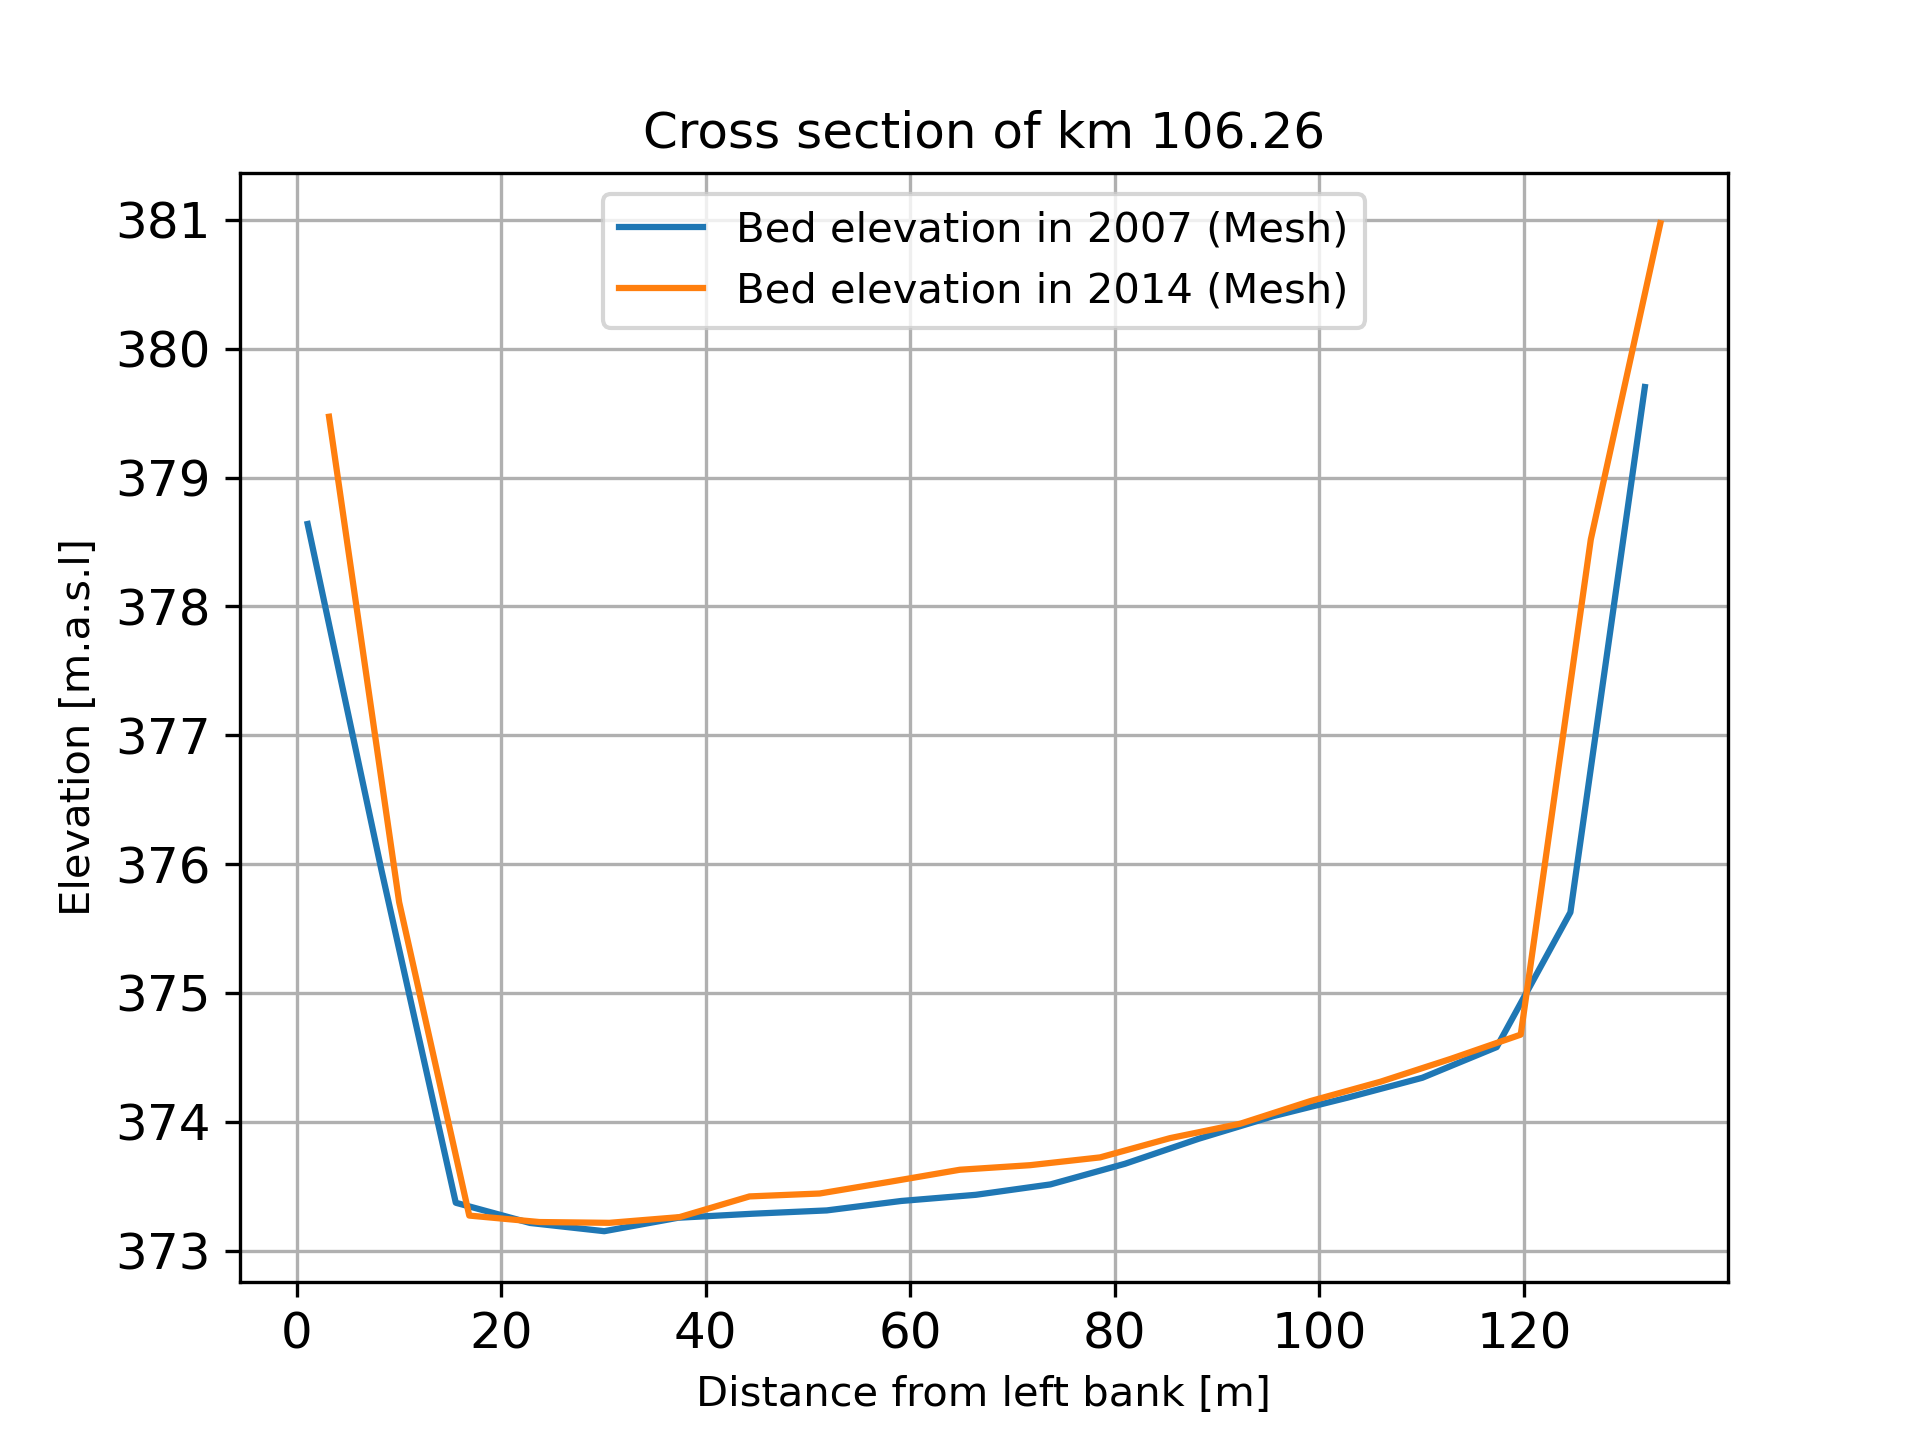 Cross section of km 106.26
Bed elevation in 2007 (Mesh)
Bed elevation in 2014 (Mesh)
Elevation [m.a.s.l]
381
380
379
378
377
376
375
374
373
0 20 40 60 80 100 120
Distance from left bank [m]